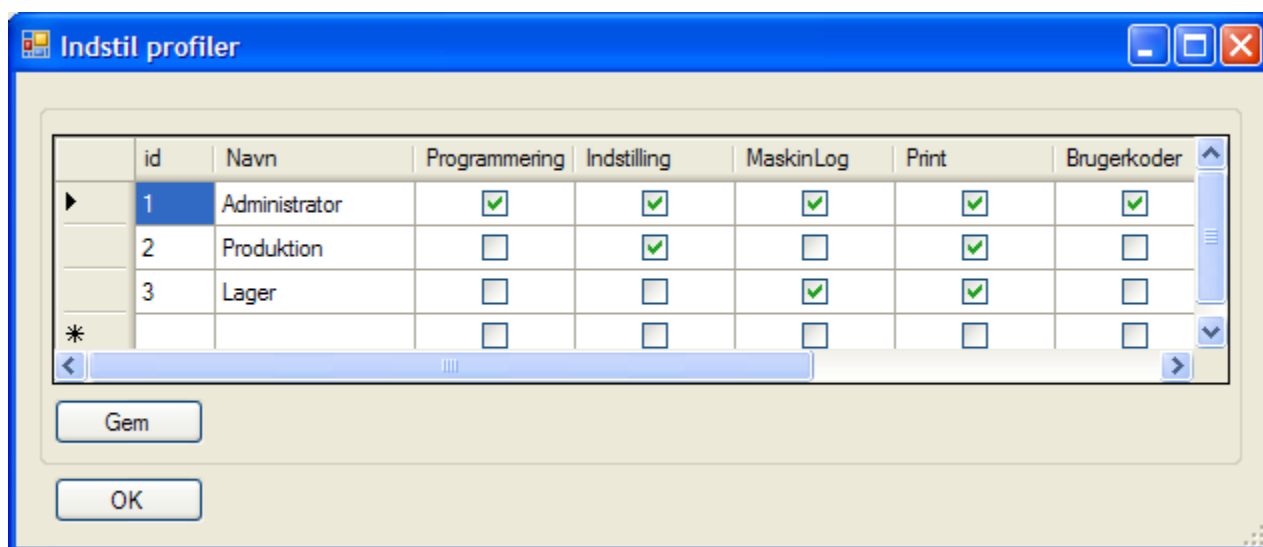 Indstil profiler
id Navn Programmering Indstilling MaskinLog Print Brugerkoder
1 Administrator
2 Produktion
3 Lager
Gem
OK